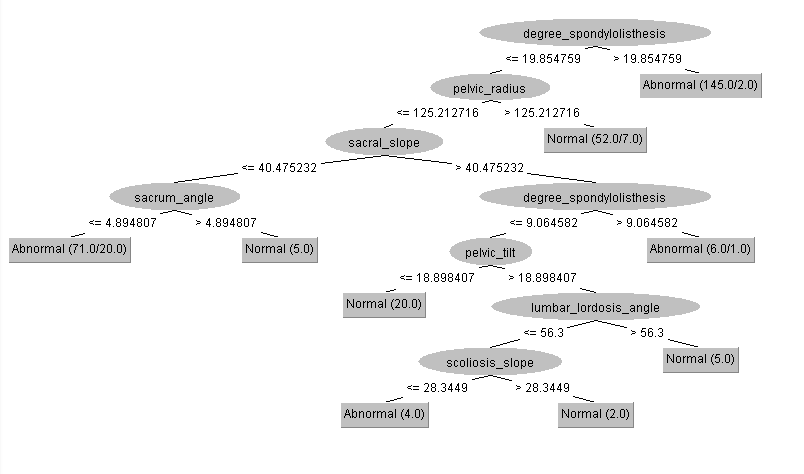 degree_spondylolisthesis
<= 19.854759 > 19.854759
pelvic_radius Abnormal (145.0/2.0)
<= 125.212716 > 125.212716
sacral_slope Normal (52.0/7.0)
<= 40.475232 > 40.475232
sacrum_angle degree_spondylolisthesis
<= 4.894807 > 4.894807 <= 9.064582 > 9.064582
Abnormal (71.0/20.0) Normal (5.0) pelvic_tilt Abnormal (6.0/1.0)
<= 18.898407 > 18.898407
Normal (20.0) lumbar_lordosis_angle
<= 56.3 > 56.3
scoliosis_slope Normal (5.0)
<= 28.3449 > 28.3449
Abnormal (4.0) Normal (2.0)